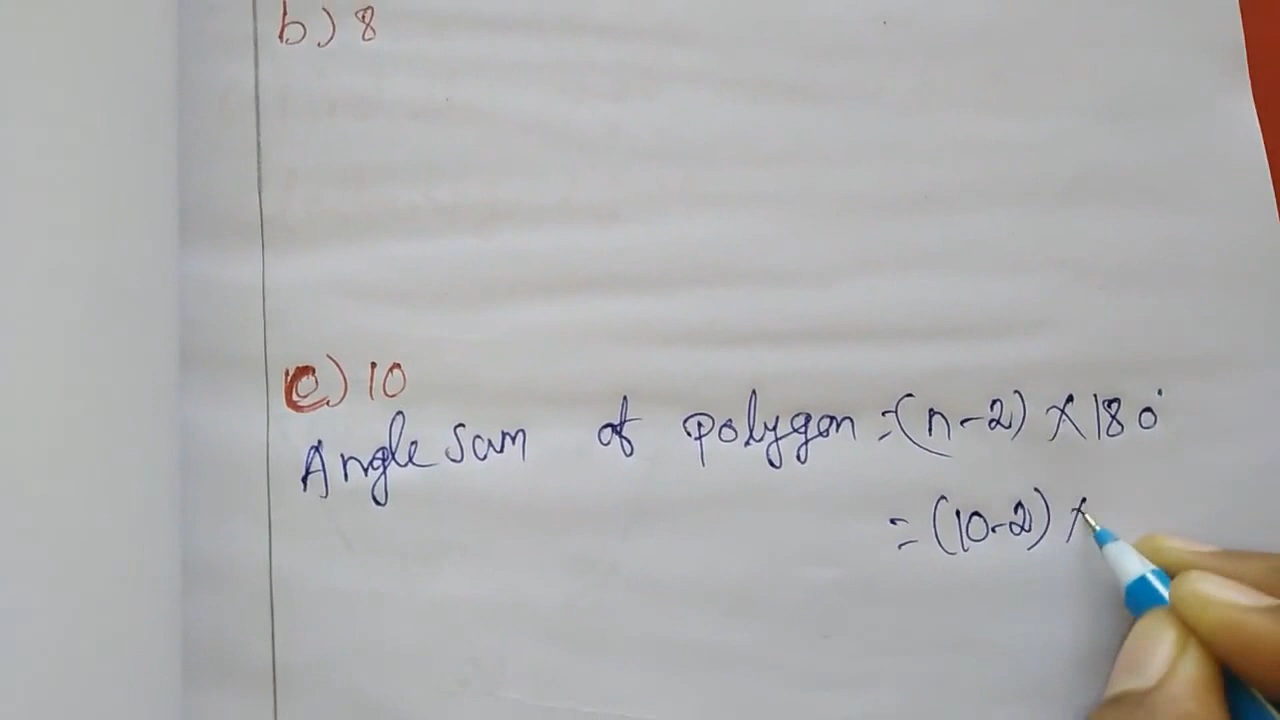 b) 8
c) 10
Angle sum of polygon = (n-2) × 180°
= (10-2) ×